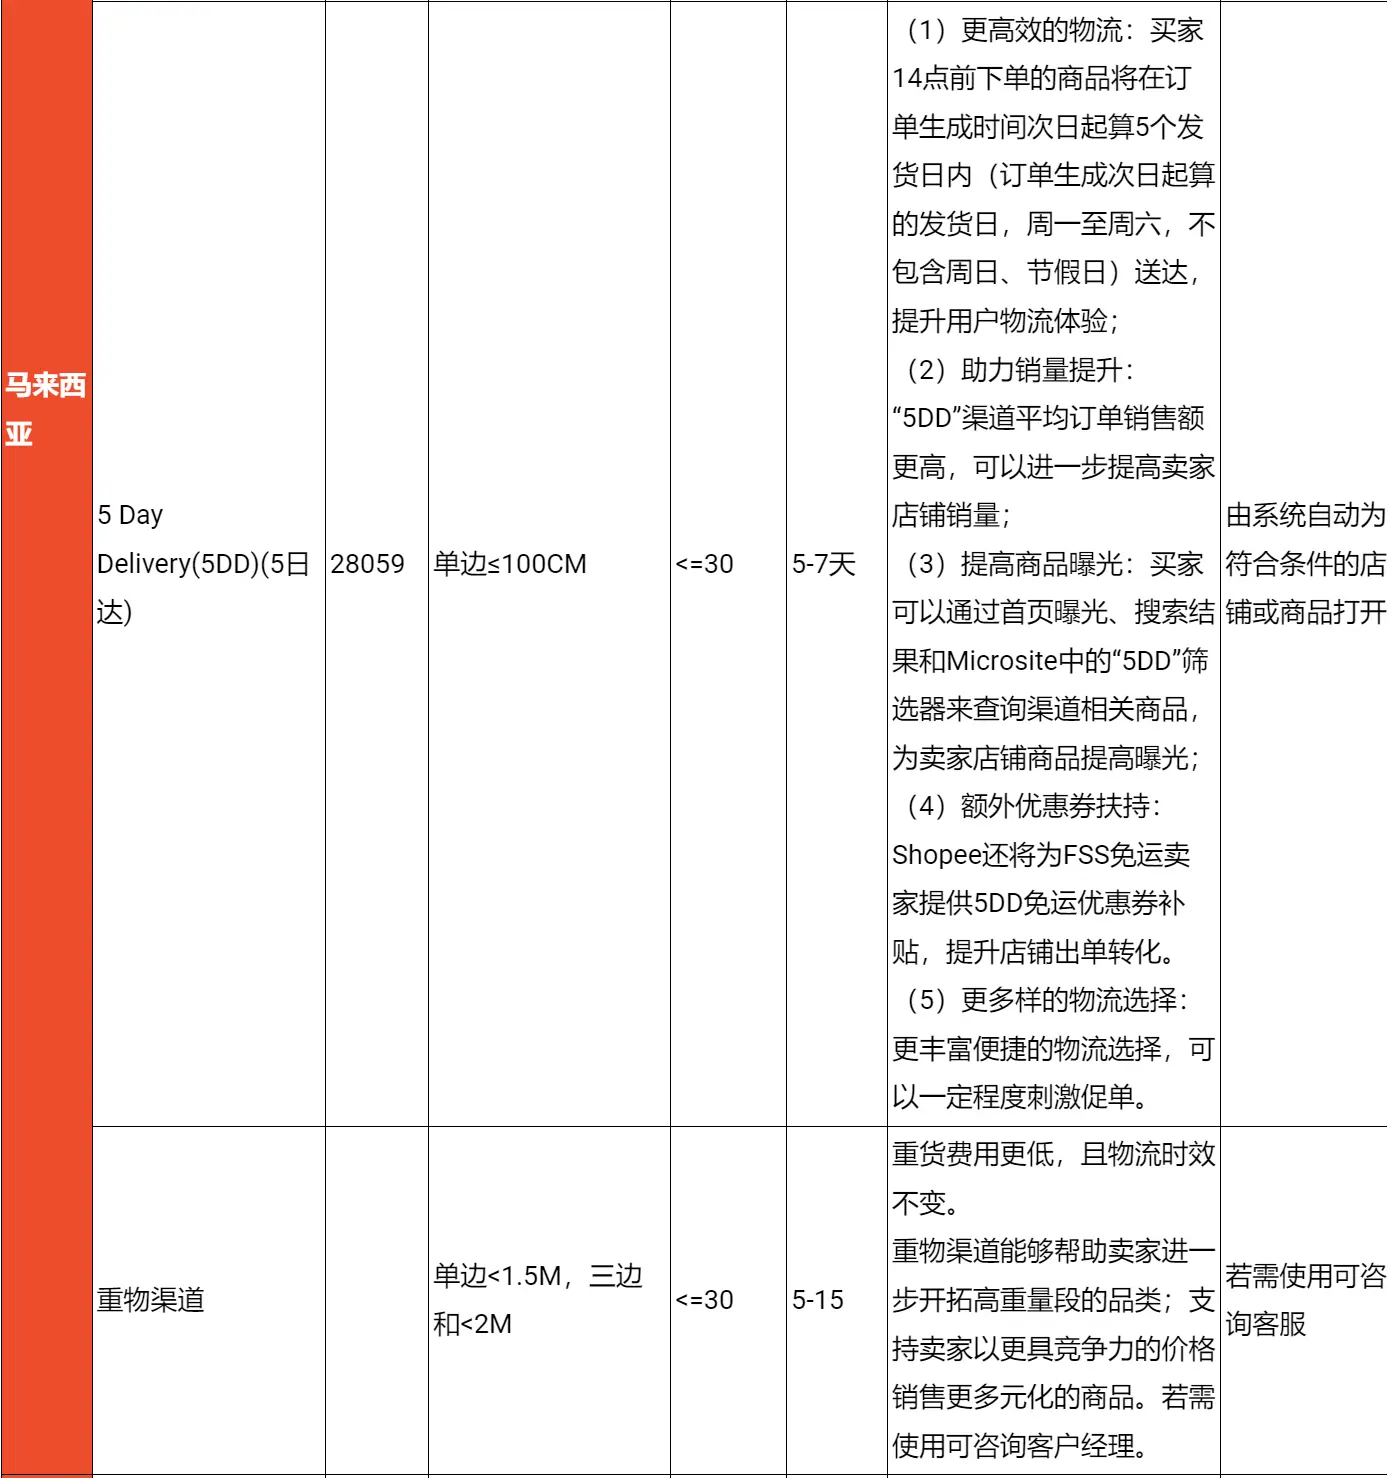 马来西
亚
5 Day
Delivery(5DD)(5日
达)
28059
单边≤100CM
<=30
5-7天
（1）更高效的物流：买家
14点前下单的商品将在订
单生成时间次日起算5个发
货日内（订单生成次日起算
的发货日，周一至周六，不
包含周日、节假日）送达，
提升用户物流体验；
（2）助力销量提升：
“5DD”渠道平均订单销售额
更高，可以进一步提高卖家
店铺销量；
（3）提高商品曝光：买家
可以通过首页曝光、搜索结
果和Microsite中的“5DD”筛
选器来查询渠道相关商品，
为卖家店铺商品提高曝光；
（4）额外优惠券扶持：
Shopee还将为FSS免运卖
家提供5DD免运优惠券补
贴，提升店铺出单转化。
（5）更多样的物流选择：
更丰富便捷的物流选择，可
以一定程度刺激促单。
由系统自动为
符合条件的店
铺或商品打开
重物渠道
单边<1.5M，三边
和<2M
<=30
5-15
重货费用更低，且物流时效
不变。
重物渠道能够帮助卖家进一
步开拓高重量段的品类；支
持卖家以更具竞争力的价格
销售更多元化的商品。若需
使用可咨询客户经理。
若需使用可咨
询客服